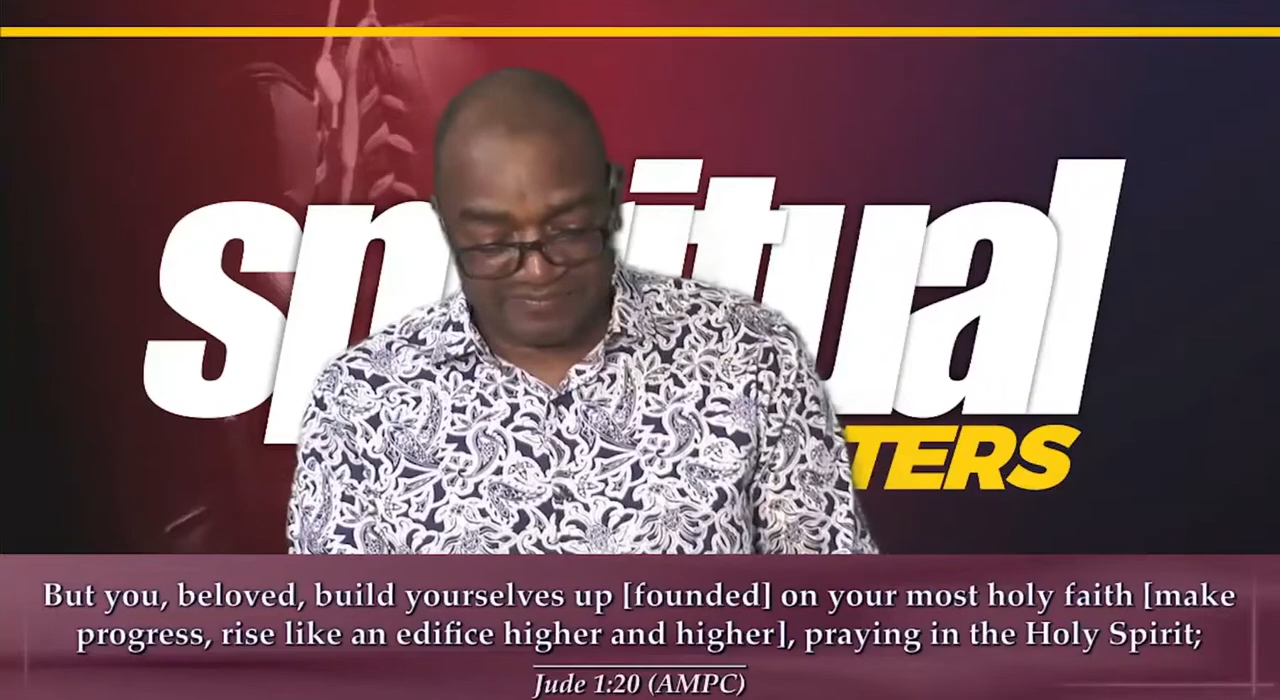 spiritual
TERS
But you, beloved, build yourselves up [founded] on your most holy faith [make
progress, rise like an edifice higher and higher], praying in the Holy Spirit;
Jude 1:20 (AMPC)